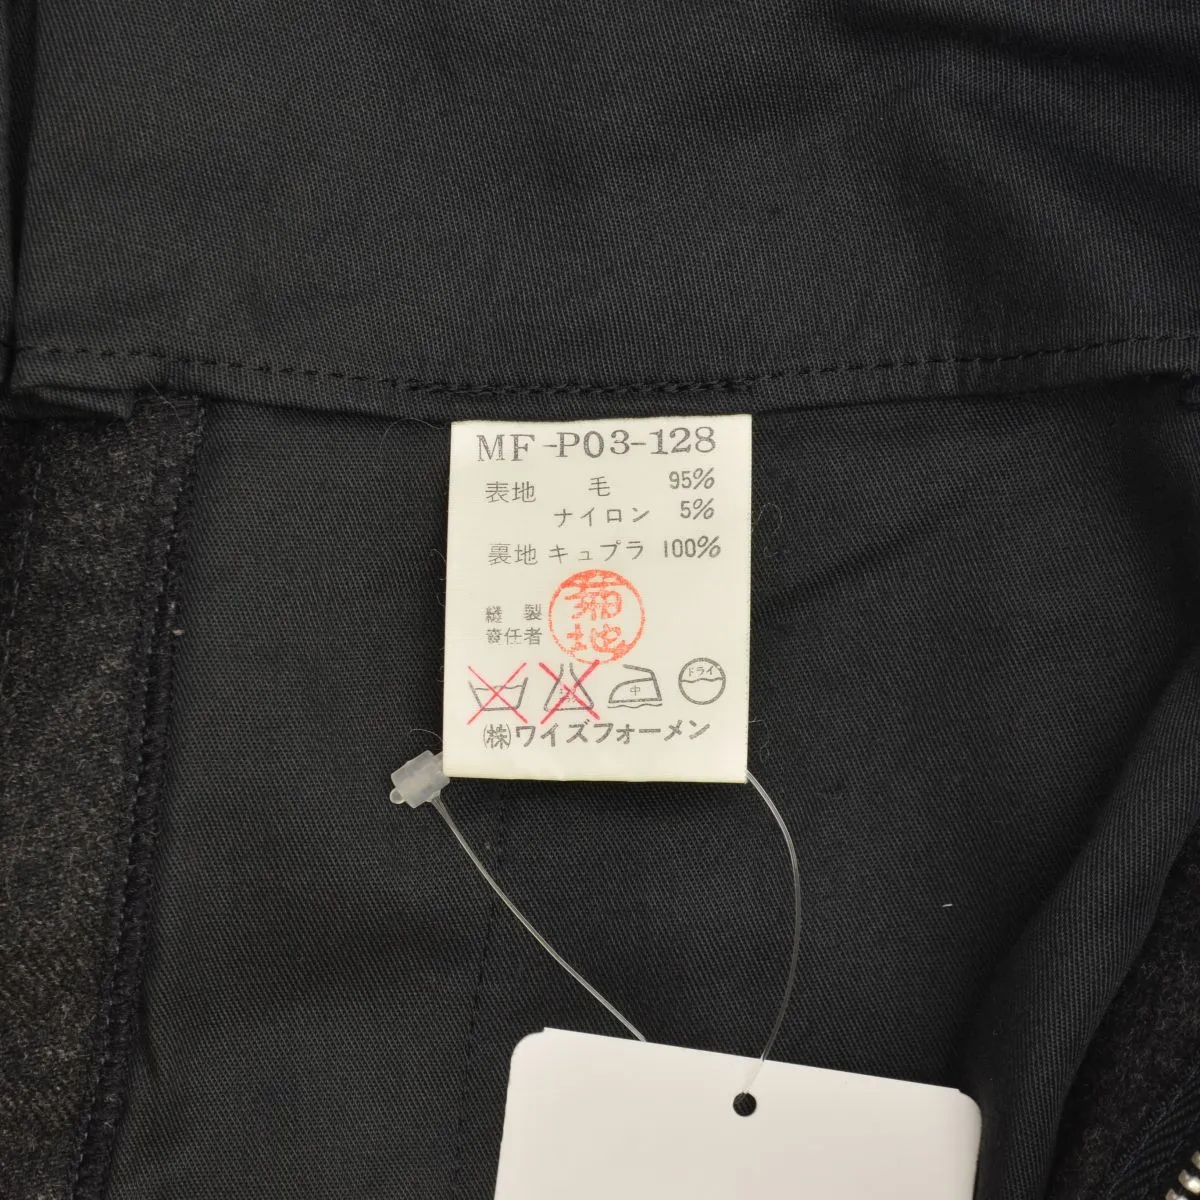 MF-P03-128
表地 毛 95%
ナイロン 5%
裏地 キュプラ 100%
縫製
責任者
菊地
中
ドライ
㈱ワイズフォーメン